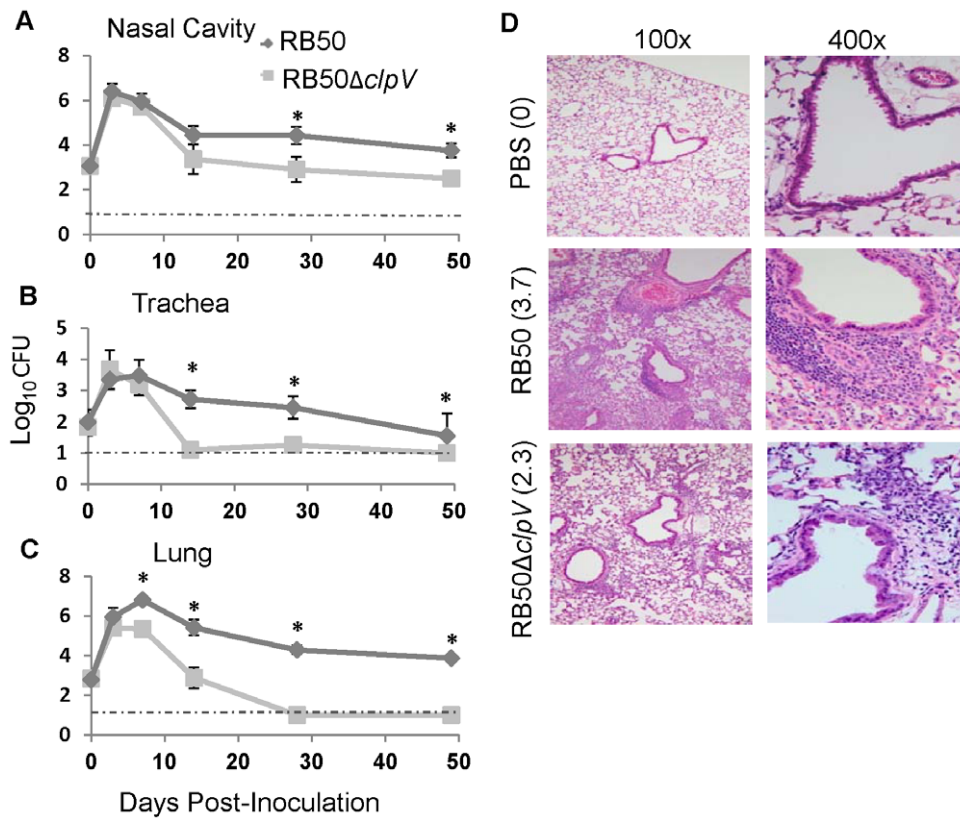 A
Nasal Cavity
RB50
RB50ΔclpV
8
6
4
2
0
* *
0 10 20 30 40 50
B
Trachea
5
4
3
2
1
0
* * *
0 10 20 30 40 50
Log10CFU
C
Lung
8
6
4
2
0
* * * *
0 10 20 30 40 50
Days Post-Inoculation
D
100x 400x
PBS (0)
RB50 (3.7)
RB50ΔclpV (2.3)